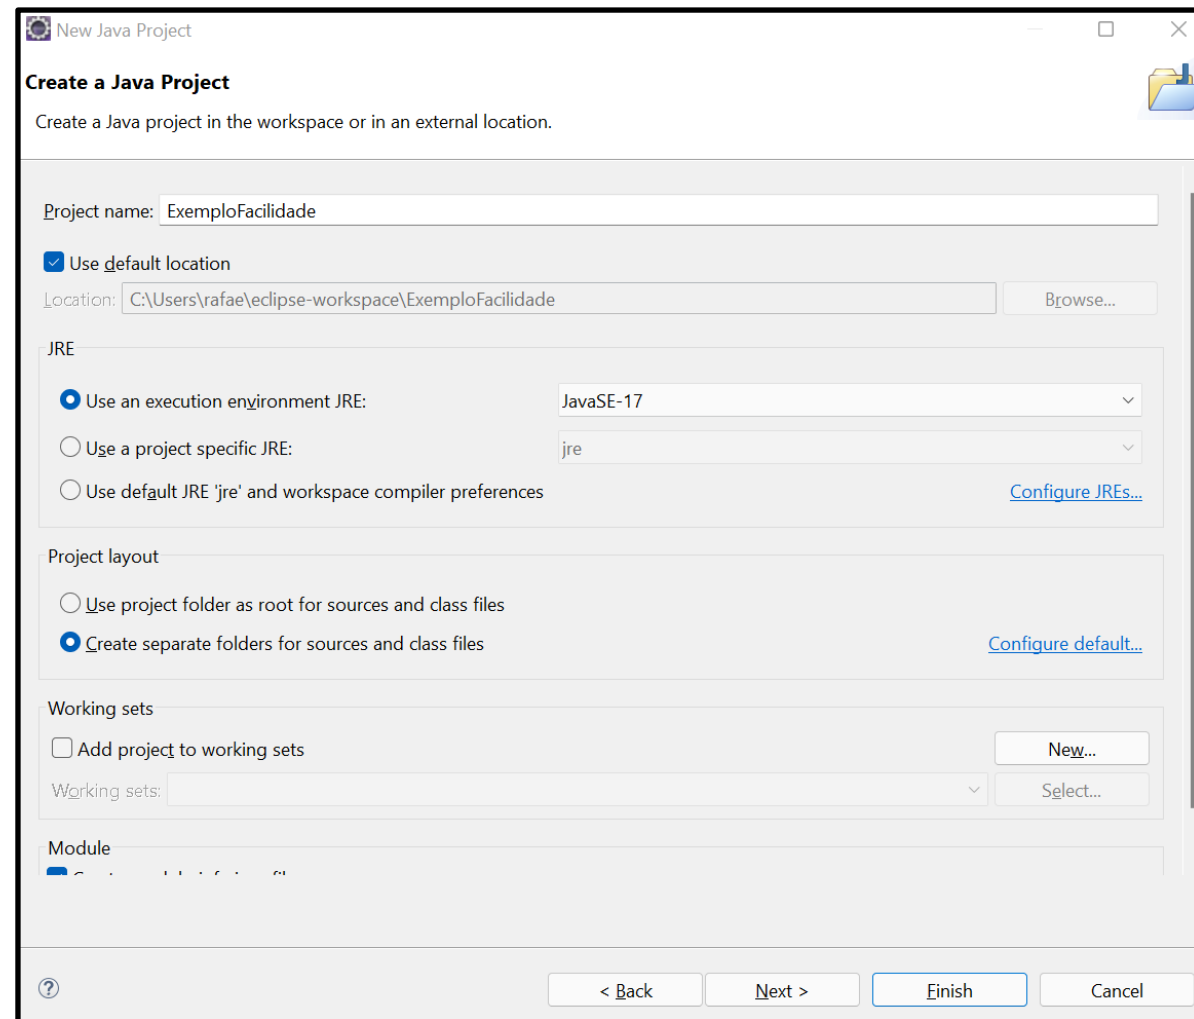 New Java Project
Create a Java Project
Create a Java project in the workspace or in an external location.
Project name: ExemploFacilidade
Use default location
Location: C:\Users\rafae\eclipse-workspace\ExemploFacilidade Browse...
JRE
Use an execution environment JRE: JavaSE-17
Use a project specific JRE: jre
Use default JRE 'jre' and workspace compiler preferences Configure JREs...
Project layout
Use project folder as root for sources and class files
Create separate folders for sources and class files Configure default...
Working sets
Add project to working sets New...
Working sets: Select...
Module
< Back Next > Finish Cancel